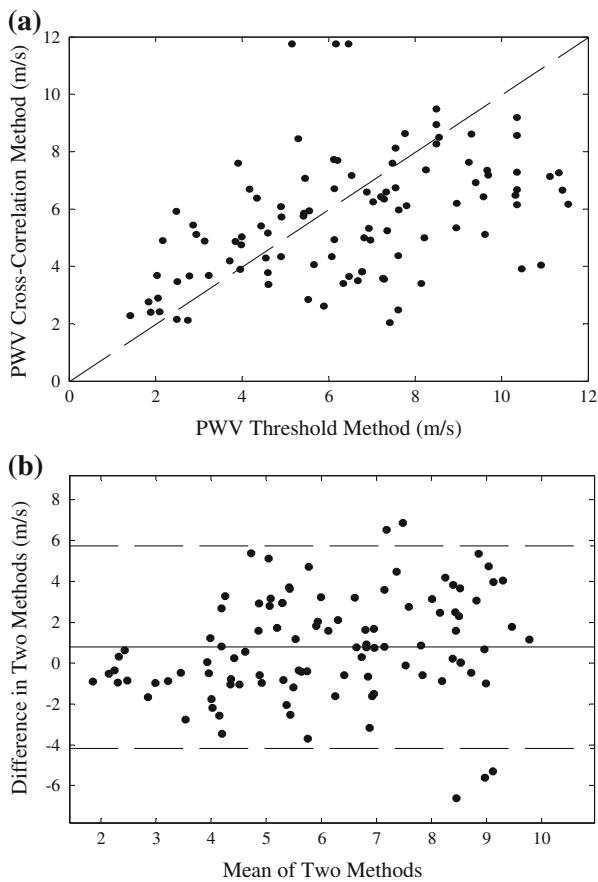 (a)
PWV Cross-Correlation Method (m/s)
12
10
8
6
4
2
0
0 2 4 6 8 10 12
PWV Threshold Method (m/s)
(b)
Difference in Two Methods (m/s)
8
6
4
2
0
-2
-4
-6
2 3 4 5 6 7 8 9 10
Mean of Two Methods